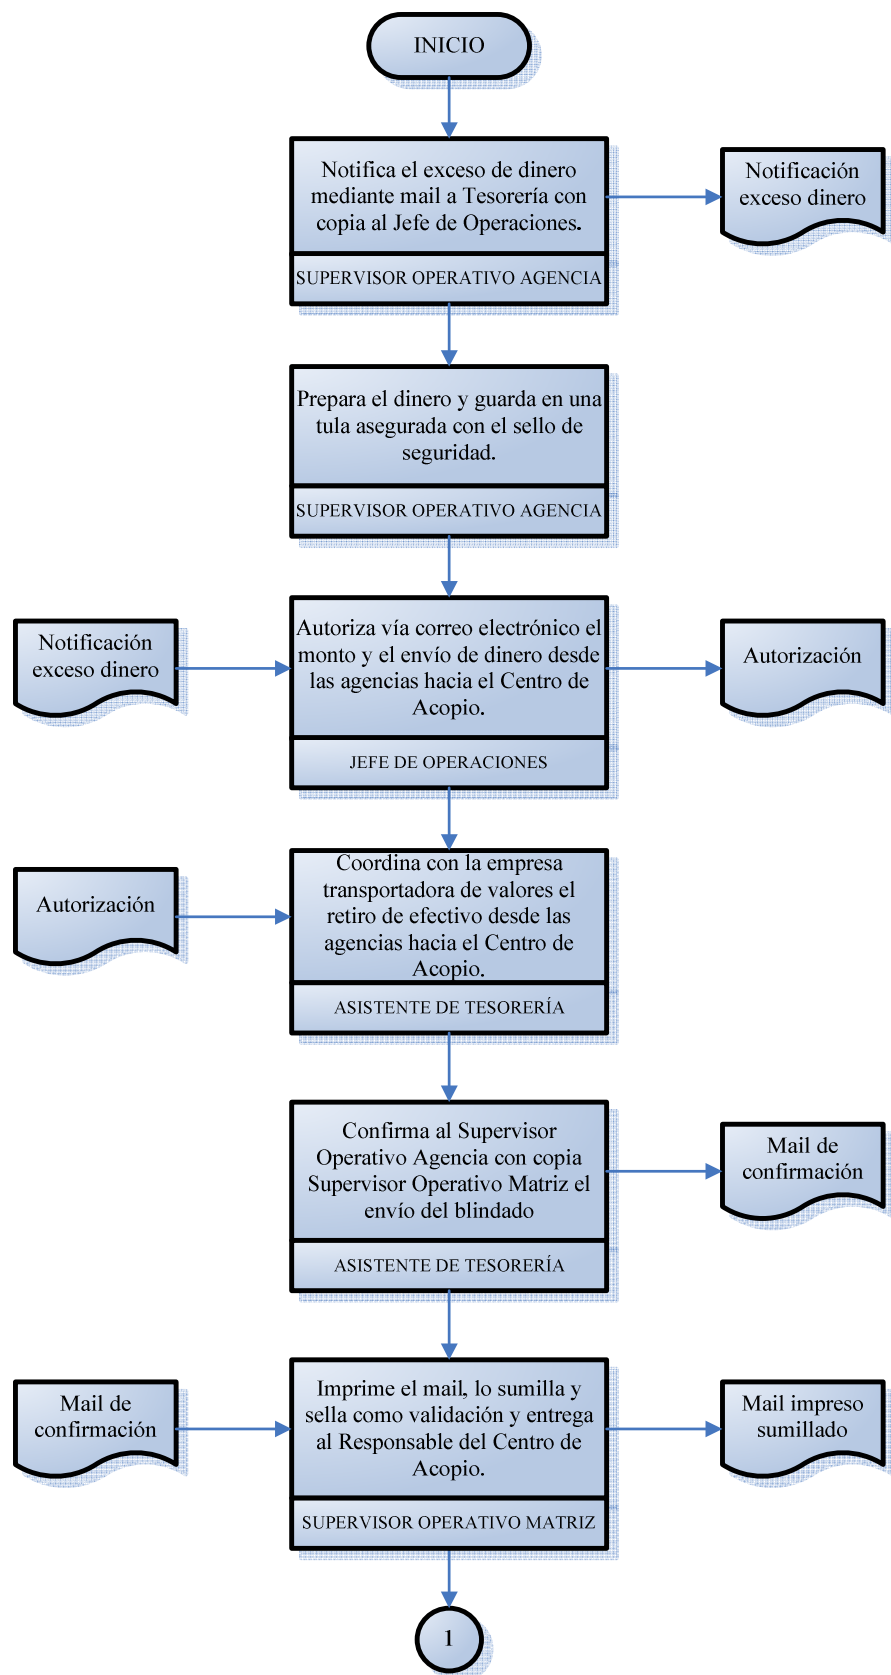 INICIO
Notifica el exceso de dinero
mediante mail a Tesorería con
copia al Jefe de Operaciones.
SUPERVISOR OPERATIVO AGENCIA
Notificación
exceso dinero
Prepara el dinero y guarda en una
tula asegurada con el sello de
seguridad.
SUPERVISOR OPERATIVO AGENCIA
Notificación
exceso dinero
Autoriza vía correo electrónico el
monto y el envío de dinero desde
las agencias hacia el Centro de
Acopio.
JEFE DE OPERACIONES
Autorización
Autorización
Coordina con la empresa
transportadora de valores el
retiro de efectivo desde las
agencias hacia el Centro de
Acopio.
ASISTENTE DE TESORERÍA
Confirma al Supervisor
Operativo Agencia con copia
Supervisor Operativo Matriz el
envío del blindado
ASISTENTE DE TESORERÍA
Mail de
confirmación
Mail de
confirmación
Imprime el mail, lo sumilla y
sella como validación y entrega
al Responsable del Centro de
Acopio.
SUPERVISOR OPERATIVO MATRIZ
Mail impreso
sumillado
1